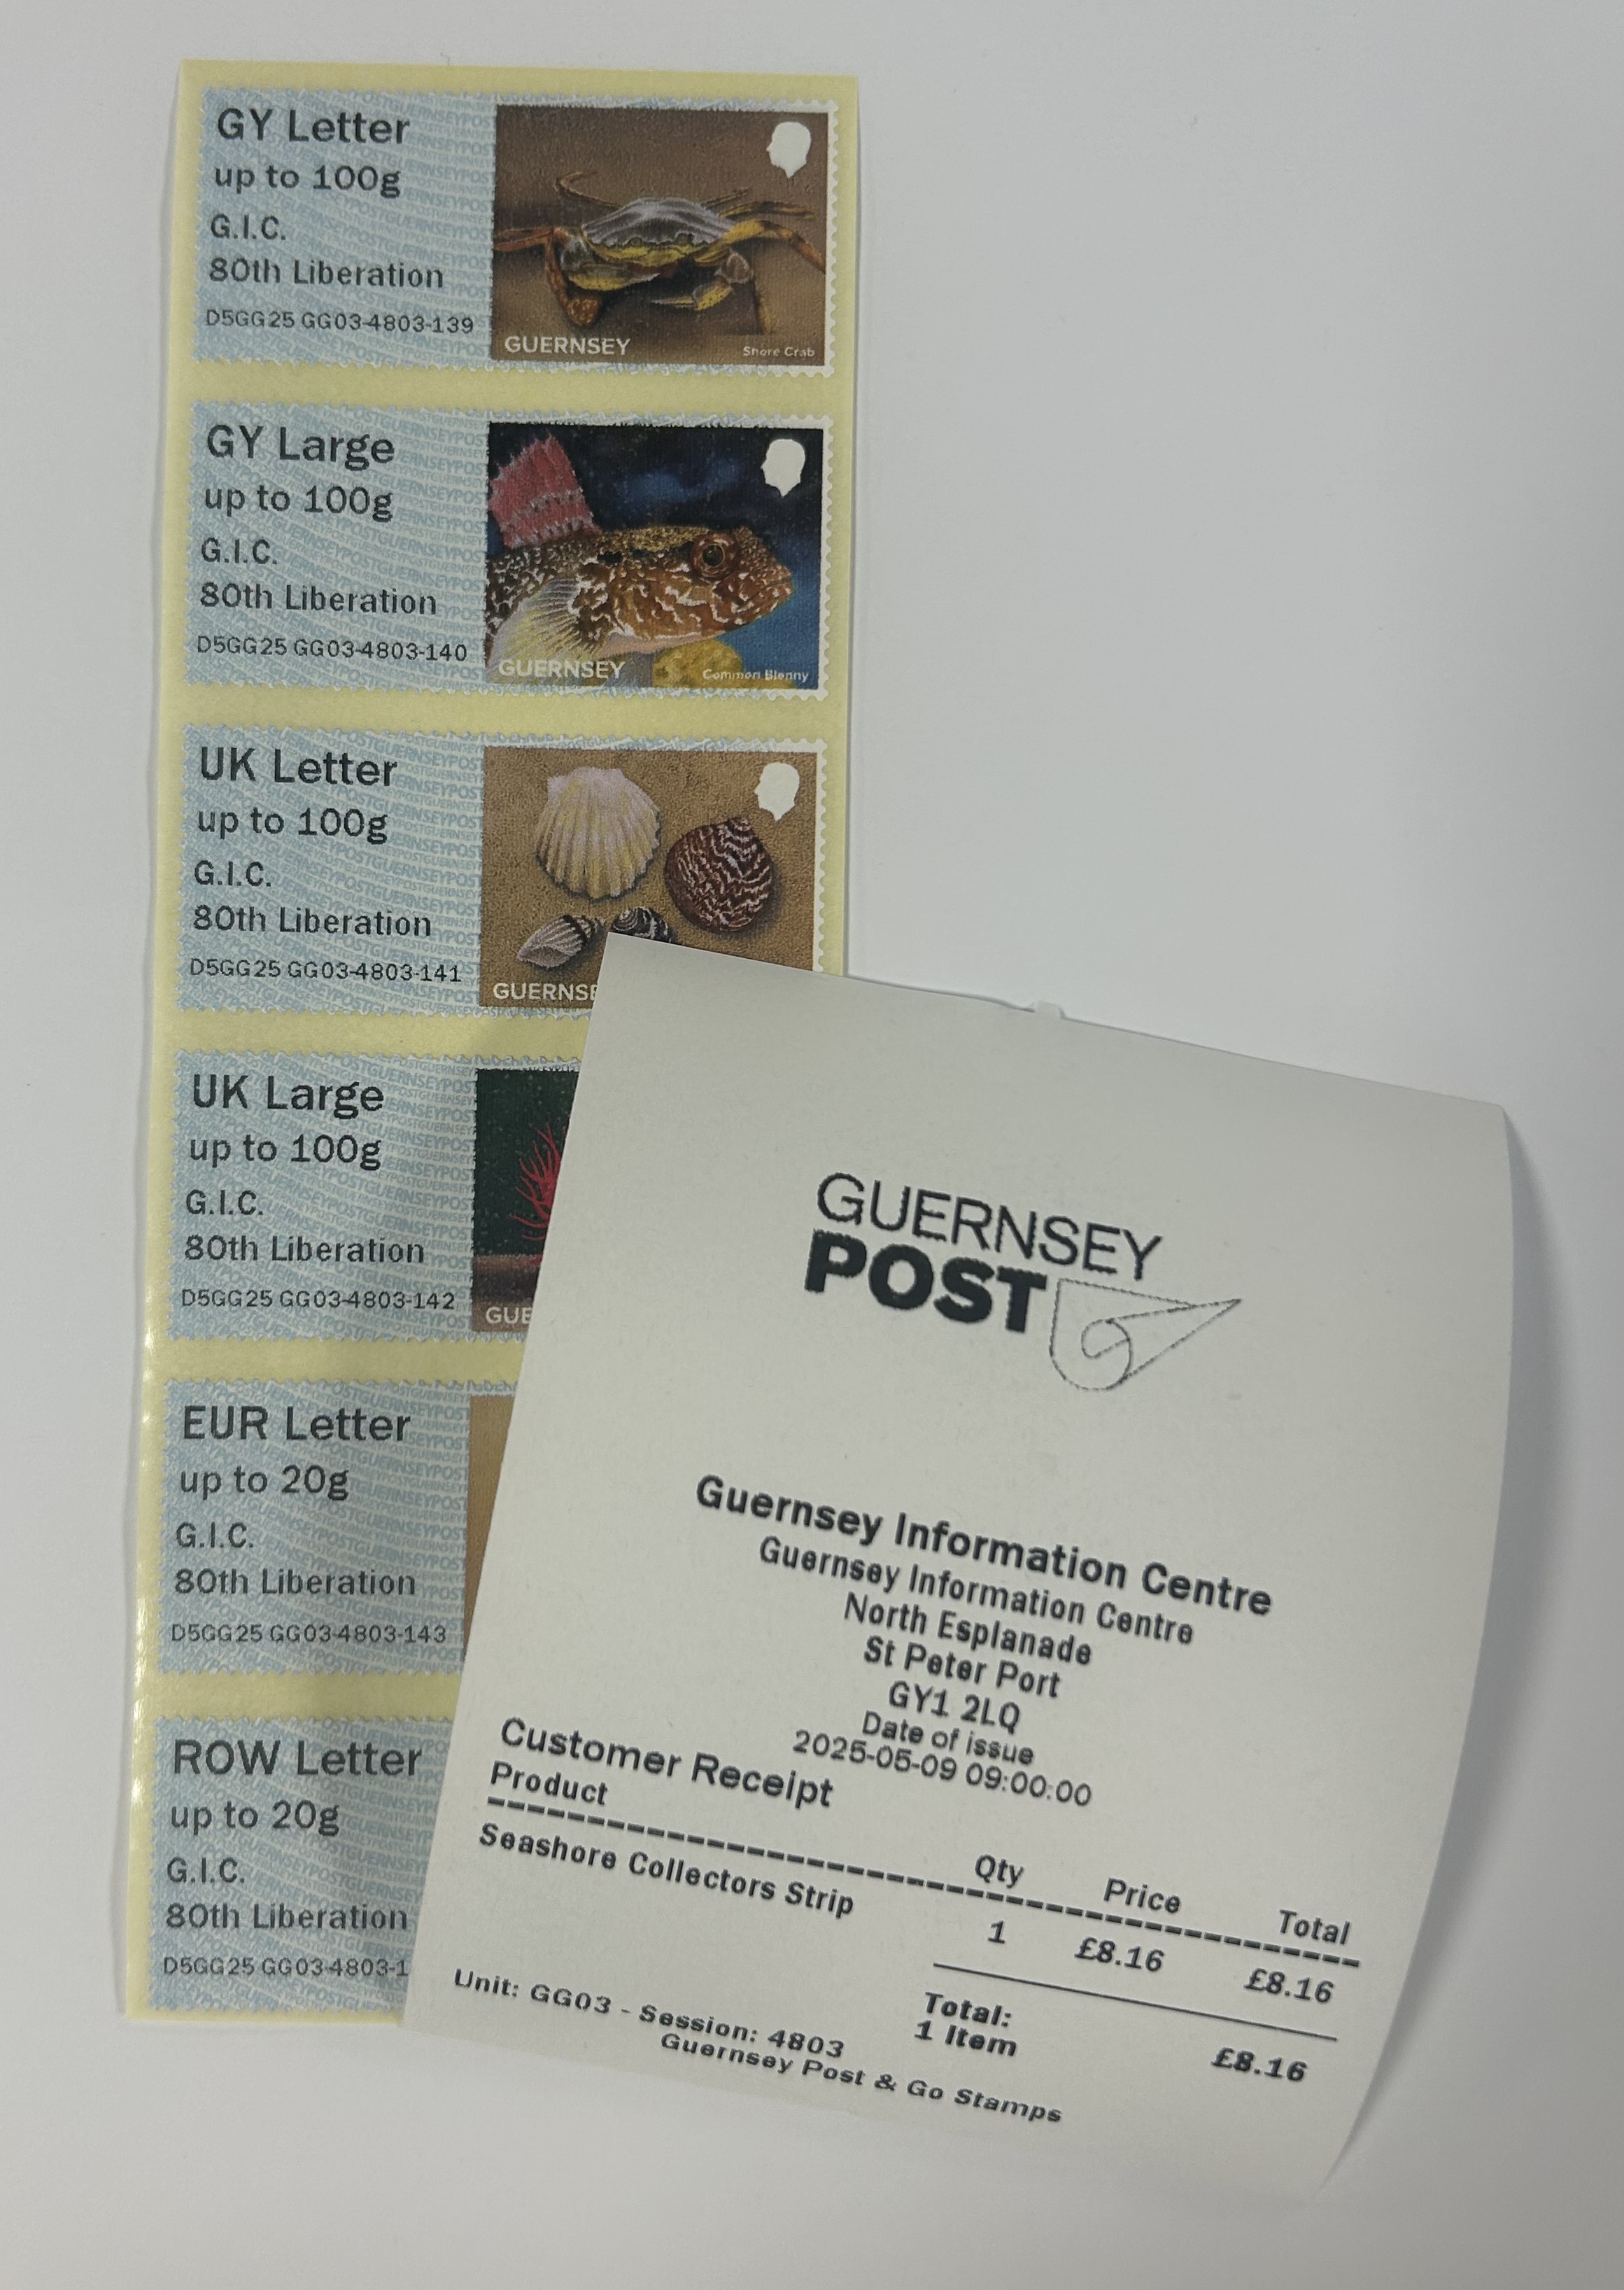 GY Letter
up to 100g
G.I.C.
80th Liberation
D5GG25 GG03-4803-139
GUERNSEY
Shore Crab
GY Large
up to 100g
G.I.C.
80th Liberation
D5GG25 GG03-4803-140
GUERNSEY
Common Blenny
UK Letter
up to 100g
G.I.C.
80th Liberation
D5GG25 GG03-4803-141
GUERNSE
UK Large
up to 100g
G.I.C.
80th Liberation
D5GG25 GG03-4803-142
GUE
EUR Letter
up to 20g
G.I.C.
80th Liberation
D5GG25 GG03-4803-143
ROW Letter
up to 20g
G.I.C.
80th Liberation
D5GG25 GG03-4803-1
GUERNSEY
POST
Guernsey Information Centre
Guernsey Information Centre
North Esplanade
St Peter Port
GY1 2LQ
Date of issue
2025-05-09 09:00:00
Customer Receipt
Product Qty Price Total
Seashore Collectors Strip 1 £8.16 £8.16
Total:
1 Item £8.16
Unit: GG03 - Session: 4803
Guernsey Post & Go Stamps